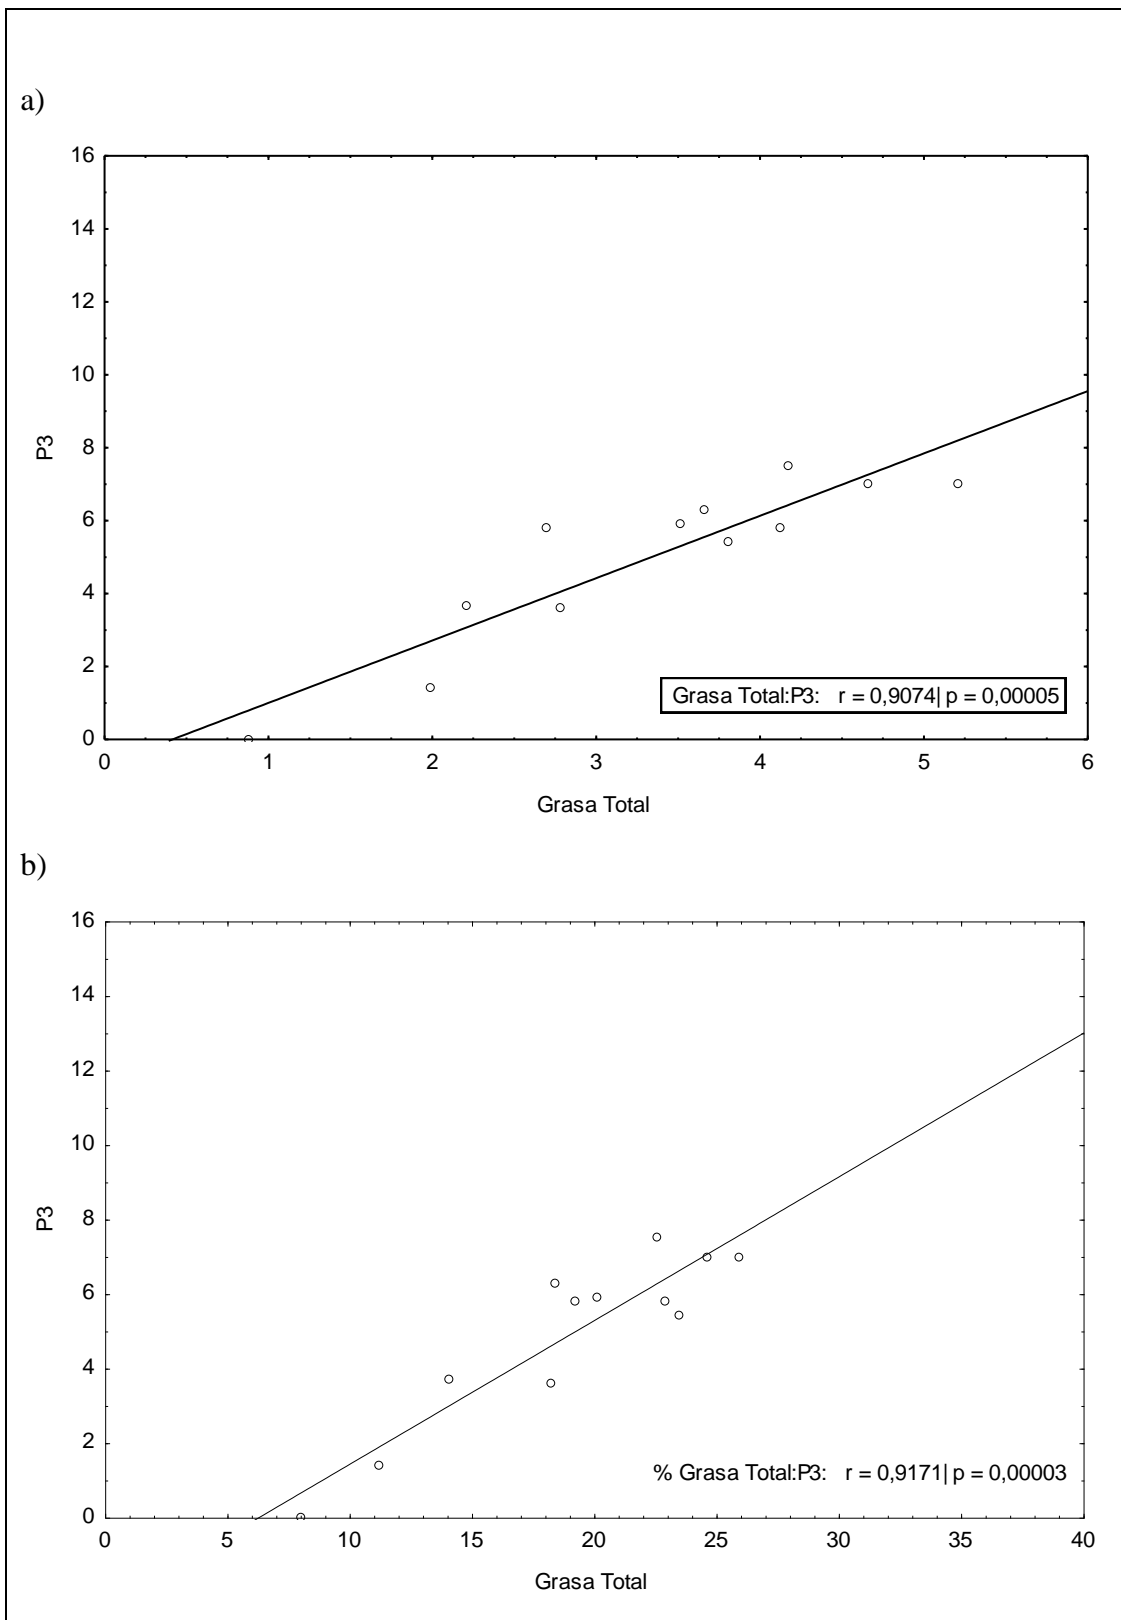 a)
16
14
12
10
8
6
4
2
0
P3
0 1 2 3 4 5 6
Grasa Total:P3: r = 0,9074| p = 0,00005
Grasa Total
b)
16
14
12
10
8
6
4
2
0
P3
0 5 10 15 20 25 30 35 40
% Grasa Total:P3: r = 0,9171| p = 0,00003
Grasa Total